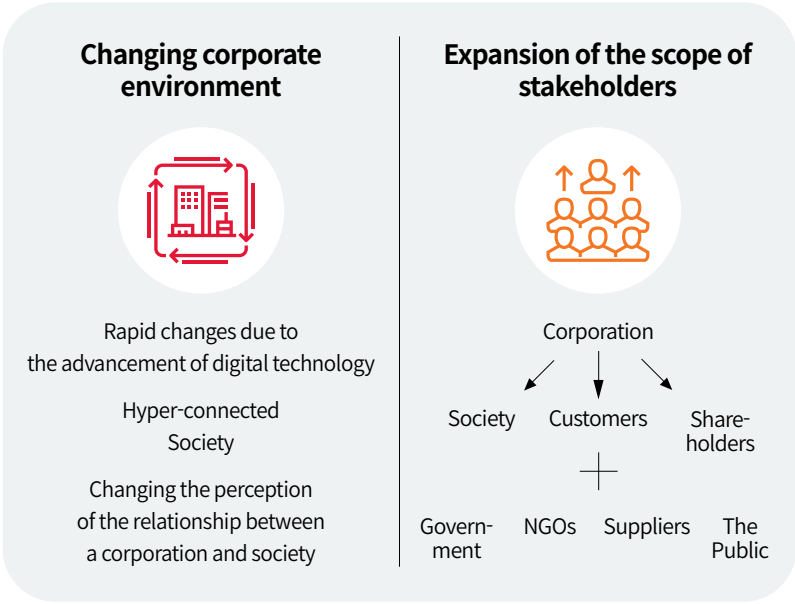 Changing corporate
environment
Rapid changes due to
the advancement of digital technology
Hyper-connected
Society
Changing the perception
of the relationship between
a corporation and society
Expansion of the scope of
stakeholders
Corporation
Society
Customers
Share-
holders
Govern-
ment
NGOs
Suppliers
The
Public